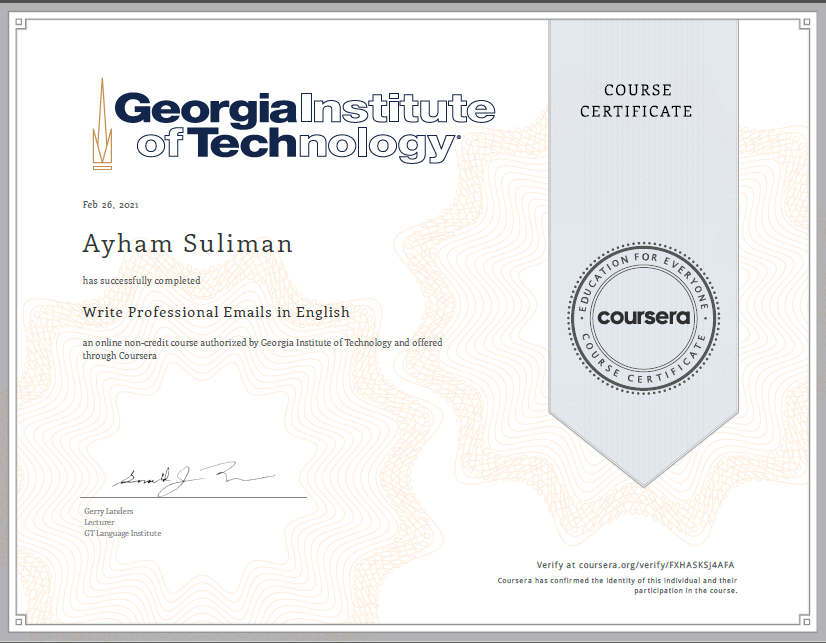 Georgia Institute
of Technology
COURSE
CERTIFICATE
Feb 26, 2021
Ayham Suliman
has successfully completed
Write Professional Emails in English
an online non-credit course authorized by Georgia Institute of Technology and offered
through Coursera
EDUCATION FOR EVERYONE
coursera
COURSE CERTIFICATE
Gerry Landers
Lecturer
GT Language Institute
Verify at coursera.org/verify/FXHASKSJ4AFA
Coursera has confirmed the identity of this individual and their
participation in the course.